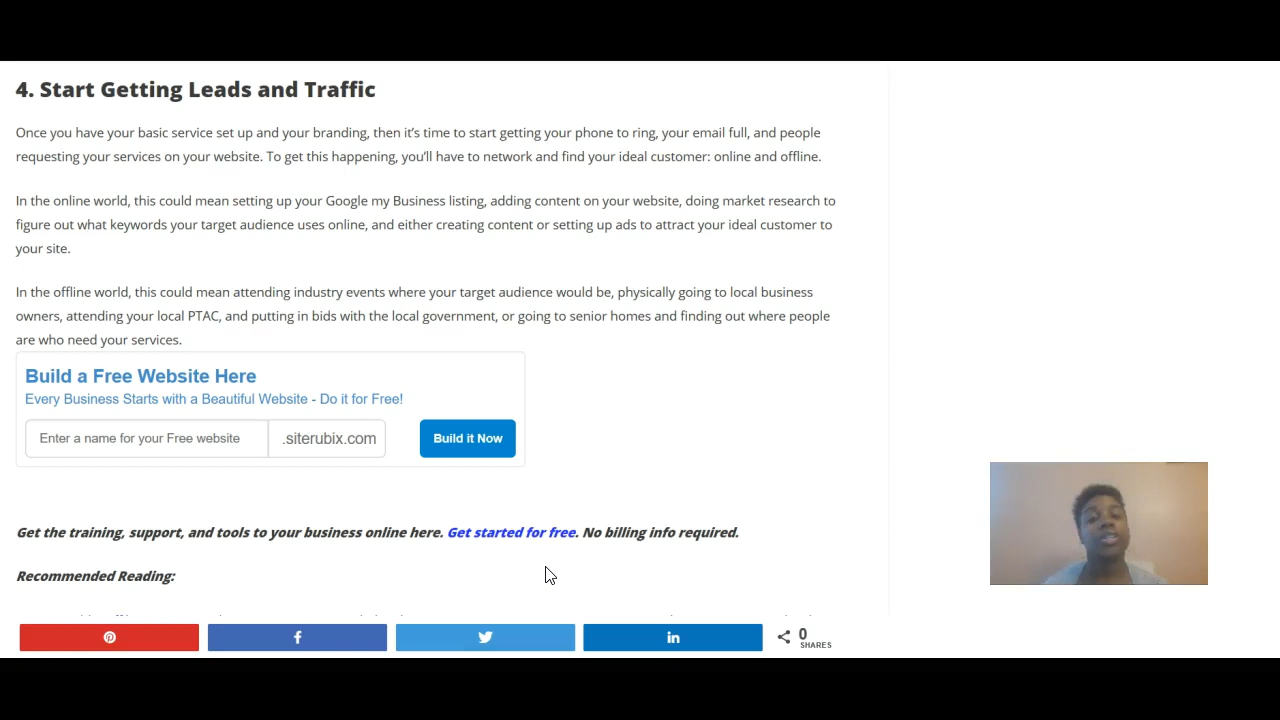 4. Start Getting Leads and Traffic
Once you have your basic service set up and your branding, then it’s time to start getting your phone to ring, your email full, and people
requesting your services on your website. To get this happening, you’ll have to network and find your ideal customer: online and offline.
In the online world, this could mean setting up your Google my Business listing, adding content on your website, doing market research to
figure out what keywords your target audience uses online, and either creating content or setting up ads to attract your ideal customer to
your site.
In the offline world, this could mean attending industry events where your target audience would be, physically going to local business
owners, attending your local PTAC, and putting in bids with the local government, or going to senior homes and finding out where people
are who need your services.
Build a Free Website Here
Every Business Starts with a Beautiful Website - Do it for Free!
Enter a name for your Free website .siterubix.com Build it Now
Get the training, support, and tools to your business online here. Get started for free. No billing info required.
Recommended Reading:
0
SHARES